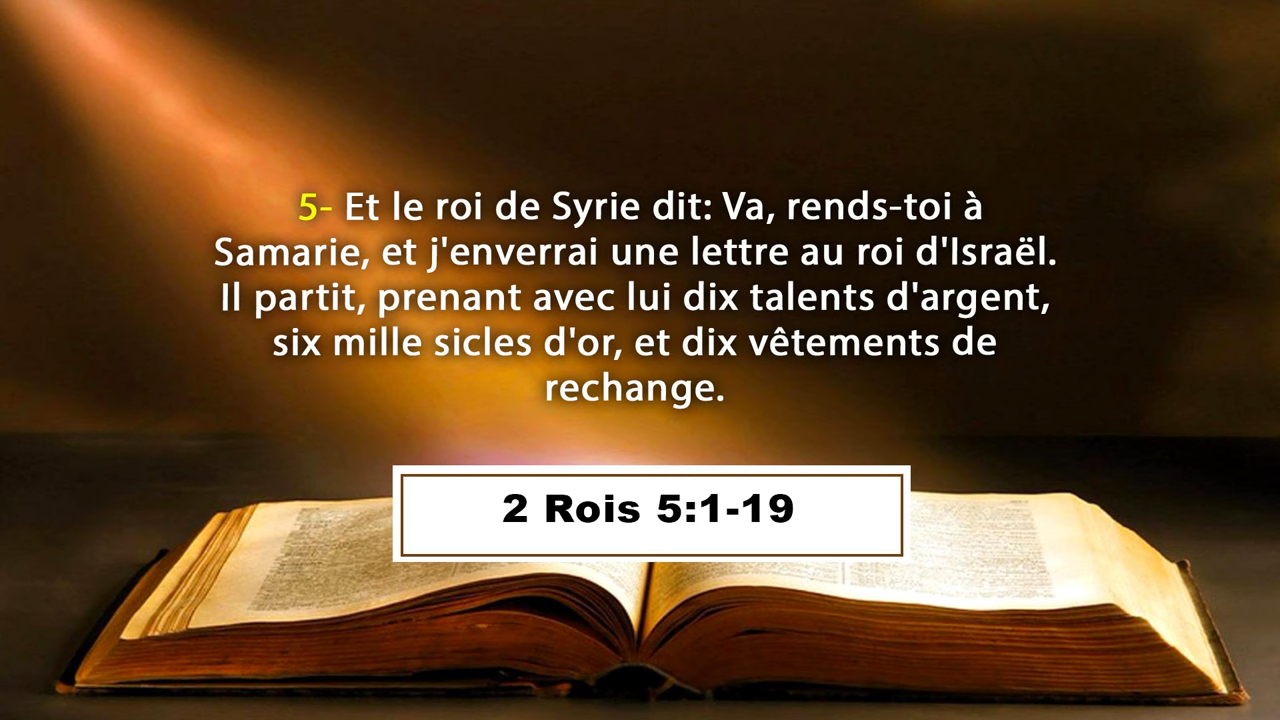 5- Et le roi de Syrie dit: Va, rends-toi à
Samarie, et j'enverrai une lettre au roi d'Israël.
Il partit, prenant avec lui dix talents d'argent,
six mille sicles d'or, et dix vêtements de
rechange.
2 Rois 5:1-19